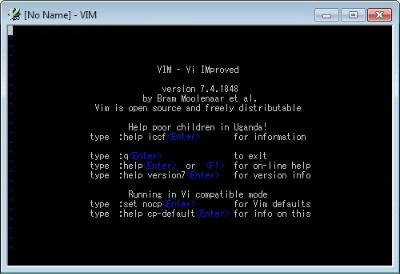 [No Name] - VIM
VIM - Vi IMproved
version 7.4.1848
by Bram Moolenaar et al.
Vim is open source and freely distributable
Help poor children in Uganda!
type :help iccf<Enter> for information
type :q<Enter> to exit
type :help<Enter> or <F1> for on-line help
type :help version7<Enter> for version info
Running in Vi compatible mode
type :set nocp<Enter> for Vim defaults
type :help cp-default<Enter> for info on this